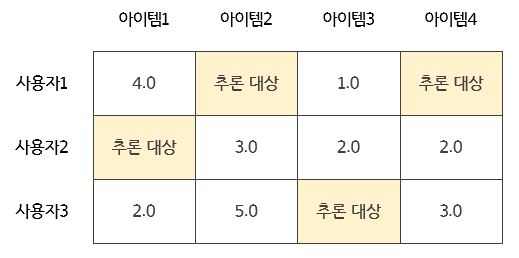 아이템1 아이템2 아이템3 아이템4
사용자1 4.0 추론 대상 1.0 추론 대상
사용자2 추론 대상 3.0 2.0 2.0
사용자3 2.0 5.0 추론 대상 3.0